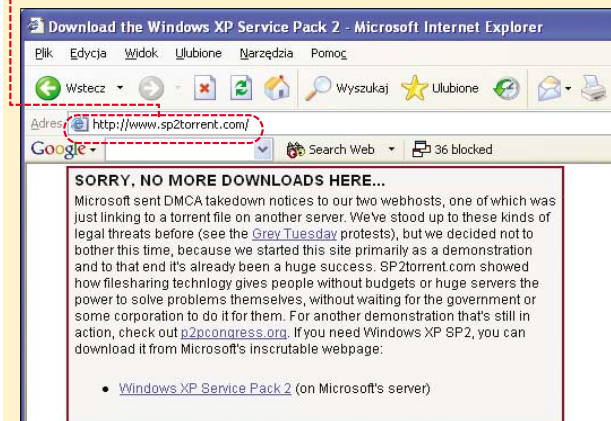 Download the Windows XP Service Pack 2 - Microsoft Internet Explorer
Plik Edycja Widok Ulubione Narzędzia Pomoc
Wstecz Wyszukaj Ulubione
Adres http://www.sp2torrent.com/
Google Search Web 36 blocked
SORRY, NO MORE DOWNLOADS HERE...
Microsoft sent DMCA takedown notices to our two webhosts, one of which was
just linking to a torrent file on another server. We've stood up to these kinds of
legal threats before (see the Grey Tuesday protests), but we decided not to
bother this time, because we started this site primarily as a demonstration
and to that end it's already been a huge success. SP2torrent.com showed
how filesharing technlogy gives people without budgets or huge servers the
power to solve problems themselves, without waiting for the government or
some corporation to do it for them. For another demonstration that's still in
action, check out p2pcongress.org. If you need Windows XP SP2, you can
download it from Microsoft's inscrutable webpage:
• Windows XP Service Pack 2 (on Microsoft's server)